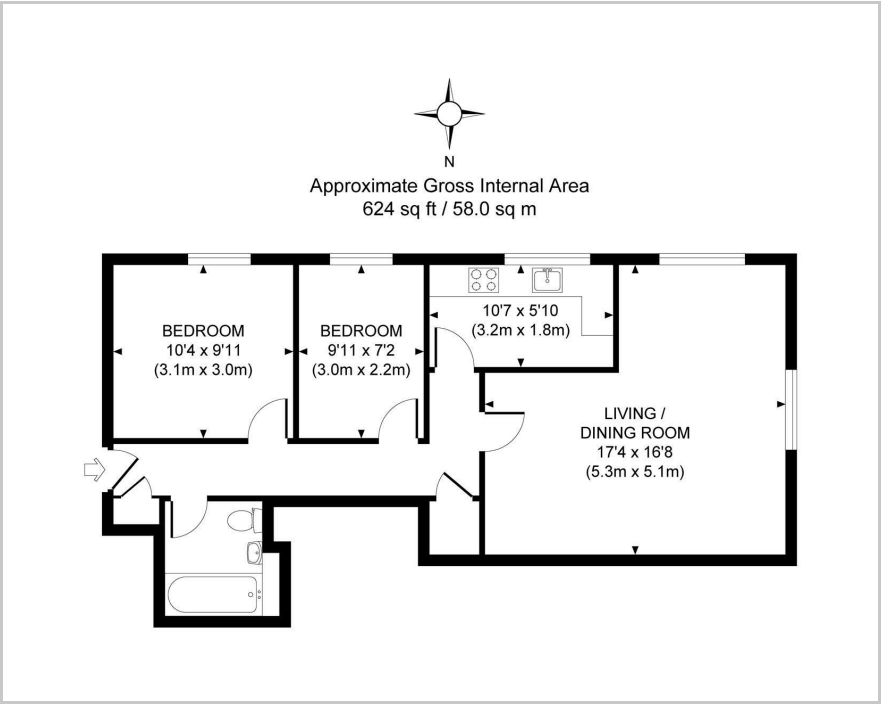 N
Approximate Gross Internal Area
624 sq ft / 58.0 sq m
BEDROOM
10'4 x 9'11
(3.1m x 3.0m)
BEDROOM
9'11 x 7'2
(3.0m x 2.2m)
10'7 x 5'10
(3.2m x 1.8m)
LIVING /
DINING ROOM
17'4 x 16'8
(5.3m x 5.1m)